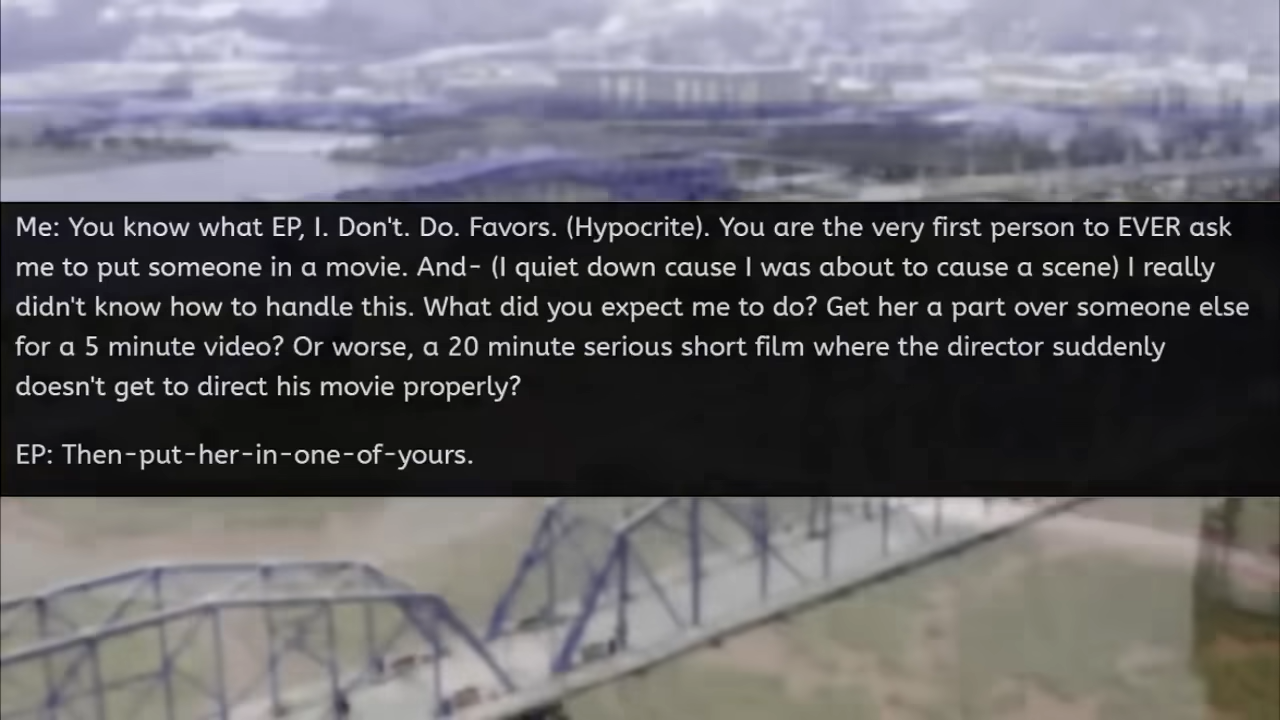 Me: You know what EP, I. Don't. Do. Favors. (Hypocrite). You are the very first person to EVER ask
me to put someone in a movie. And- (I quiet down cause I was about to cause a scene) I really
didn't know how to handle this. What did you expect me to do? Get her a part over someone else
for a 5 minute video? Or worse, a 20 minute serious short film where the director suddenly
doesn't get to direct his movie properly?
EP: Then-put-her-in-one-of-yours.